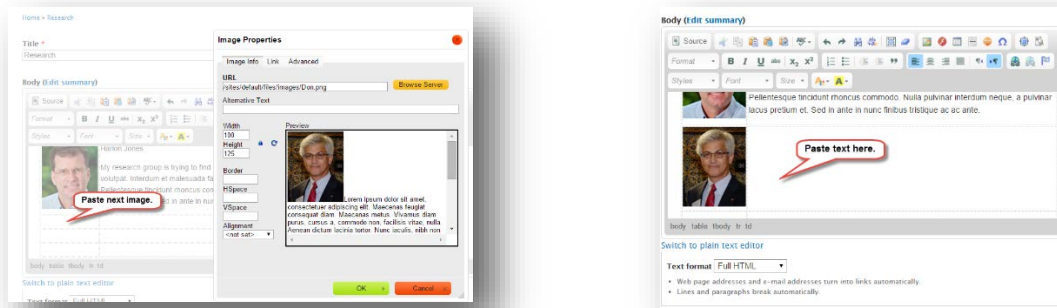 Home » Research
Title *
Research
Body (Edit summary)
Source
Format
B I U abc X₂ X²
Styles
Font
Size
A
A
Harlon Jones
My research group is trying to find
volutpat. Interdum et malesuada fa
Pellentesque tincidunt rhoncus com
Paste next image.
body table tbody tr td
Switch to plain text editor
Text format Full HTML
Image Properties
Image Info Link Advanced
URL
/sites/default/files/images/Don.png
Browse Server
Alternative Text
Width
100
Height
125
Border
HSpace
VSpace
Alignment
<not set>
Preview
Lorem ipsum dolor sit amet,
consectetuer adipiscing elit. Maecenas feugiat
consequat diam. Maecenas metus. Vivamus diam
purus, cursus a, commodo non, facilisis vitae, nulla.
Aenean dictum lacinia tortor. Nunc iaculis, nibh non
OK
Cancel
Body (Edit summary)
Source
Format
B I U abc X₂ X²
Styles
Font
Size
A
A
Pellentesque tincidunt rhoncus commodo. Nulla pulvinar interdum neque, a pulvinar
lacus pretium et. Sed in ante in nunc finibus tristique ac ac ante.
Paste text here.
body table tbody tr td
Switch to plain text editor
Text format Full HTML
Web page addresses and e-mail addresses turn into links automatically.
Lines and paragraphs break automatically.